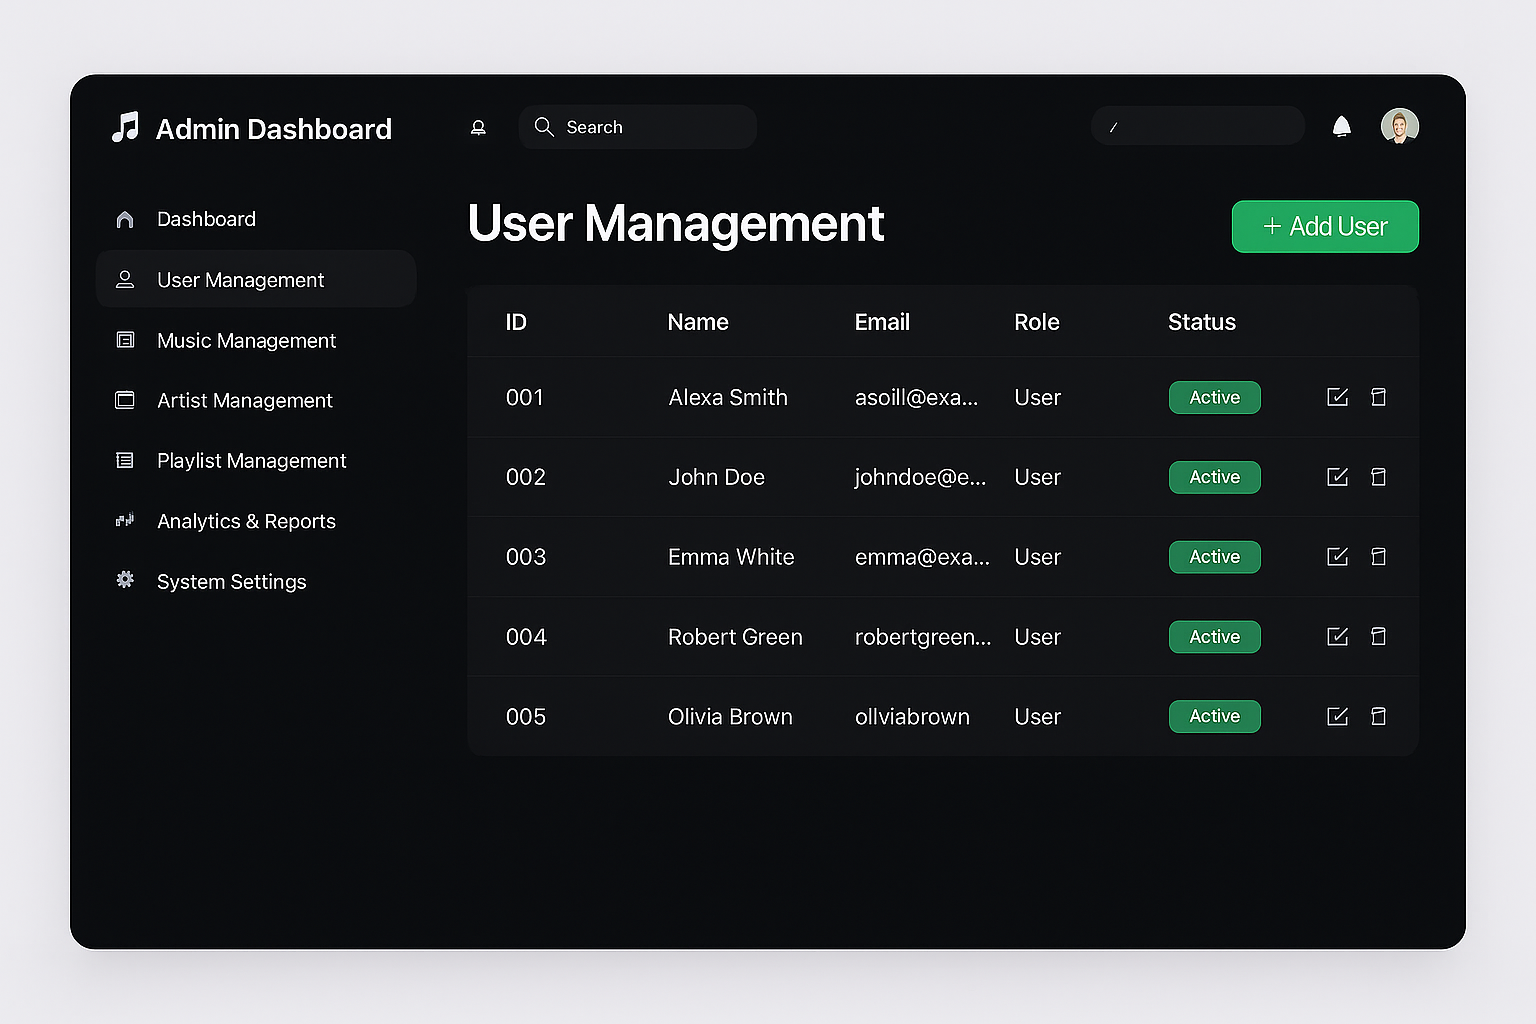 Admin Dashboard
Search
/
Dashboard
User Management
Music Management
Artist Management
Playlist Management
Analytics & Reports
System Settings
User Management
+ Add User
ID Name Email Role Status
001 Alexa Smith asoill@exa... User Active
002 John Doe johndoe@e... User Active
003 Emma White emma@exa... User Active
004 Robert Green robertgreen... User Active
005 Olivia Brown ollviabrown User Active